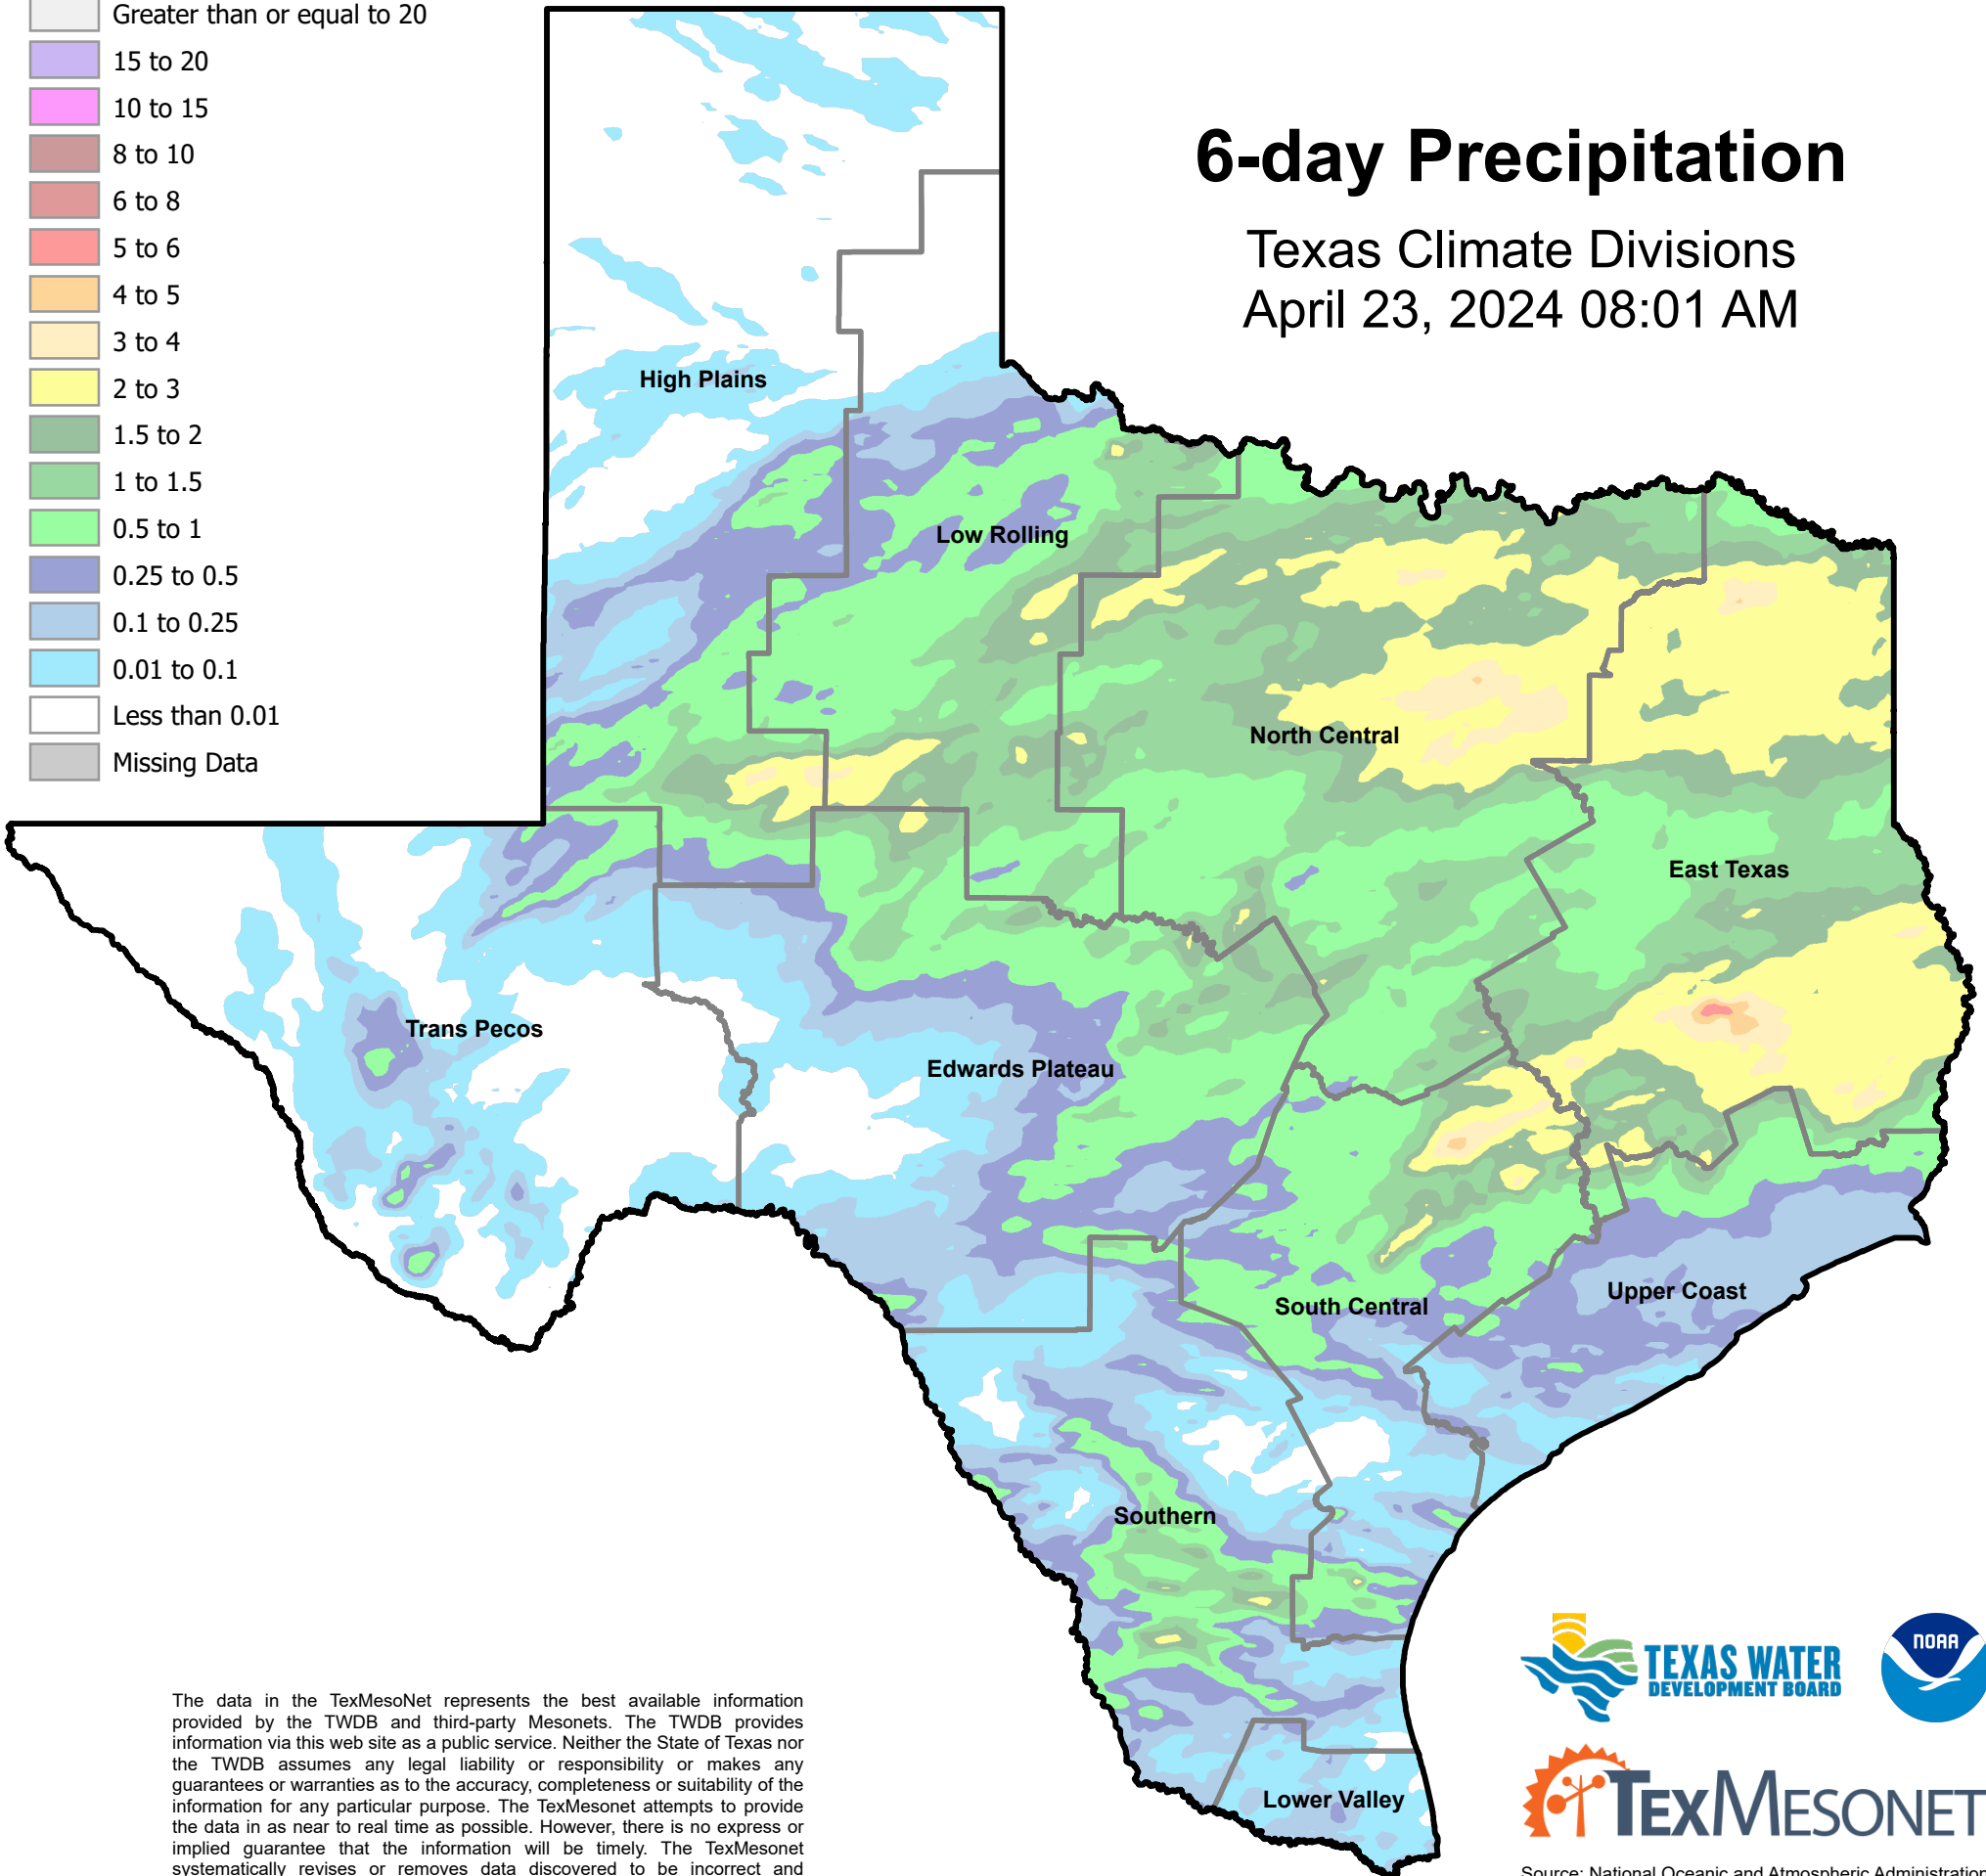 Greater than or equal to 20
15 to 20
10 to 15
8 to 10
6 to 8
5 to 6
4 to 5
3 to 4
2 to 3
1.5 to 2
1 to 1.5
0.5 to 1
0.25 to 0.5
0.1 to 0.25
0.01 to 0.1
Less than 0.01
Missing Data
6-day Precipitation
Texas Climate Divisions
April 23, 2024 08:01 AM
High Plains
Low Rolling
North Central
East Texas
Trans Pecos
Edwards Plateau
South Central
Upper Coast
Southern
Lower Valley
The data in the TexMesoNet represents the best available information
provided by the TWDB and third-party Mesonets. The TWDB provides
information via this web site as a public service. Neither the State of Texas nor
the TWDB assumes any legal liability or responsibility or makes any
guarantees or warranties as to the accuracy, completeness or suitability of the
information for any particular purpose. The TexMesonet attempts to provide
the data in as near to real time as possible. However, there is no express or
implied guarantee that the information will be timely. The TexMesonet
systematically revises or removes data discovered to be incorrect and
TEXAS WATER
DEVELOPMENT BOARD
NOAA
TEXMESONET
Source: National Oceanic and Atmospheric Administration